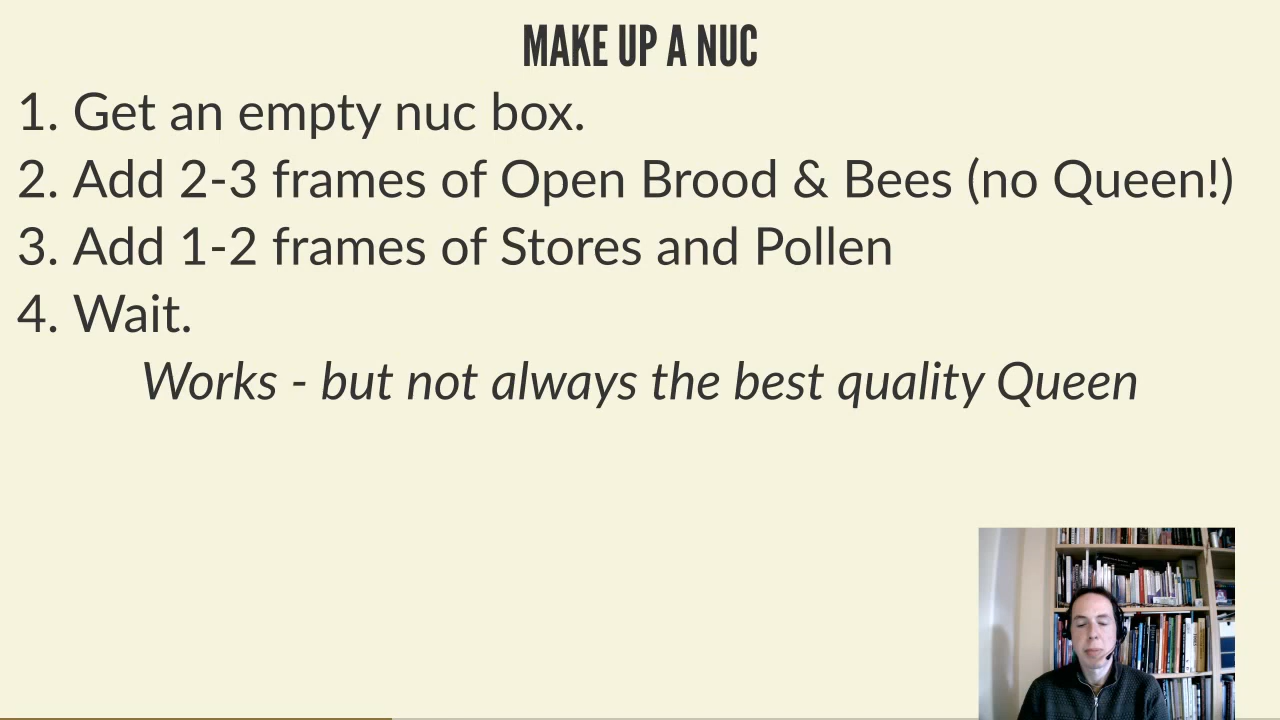 MAKE UP A NUC
1. Get an empty nuc box.
2. Add 2-3 frames of Open Brood & Bees (no Queen!)
3. Add 1-2 frames of Stores and Pollen
4. Wait.
Works - but not always the best quality Queen